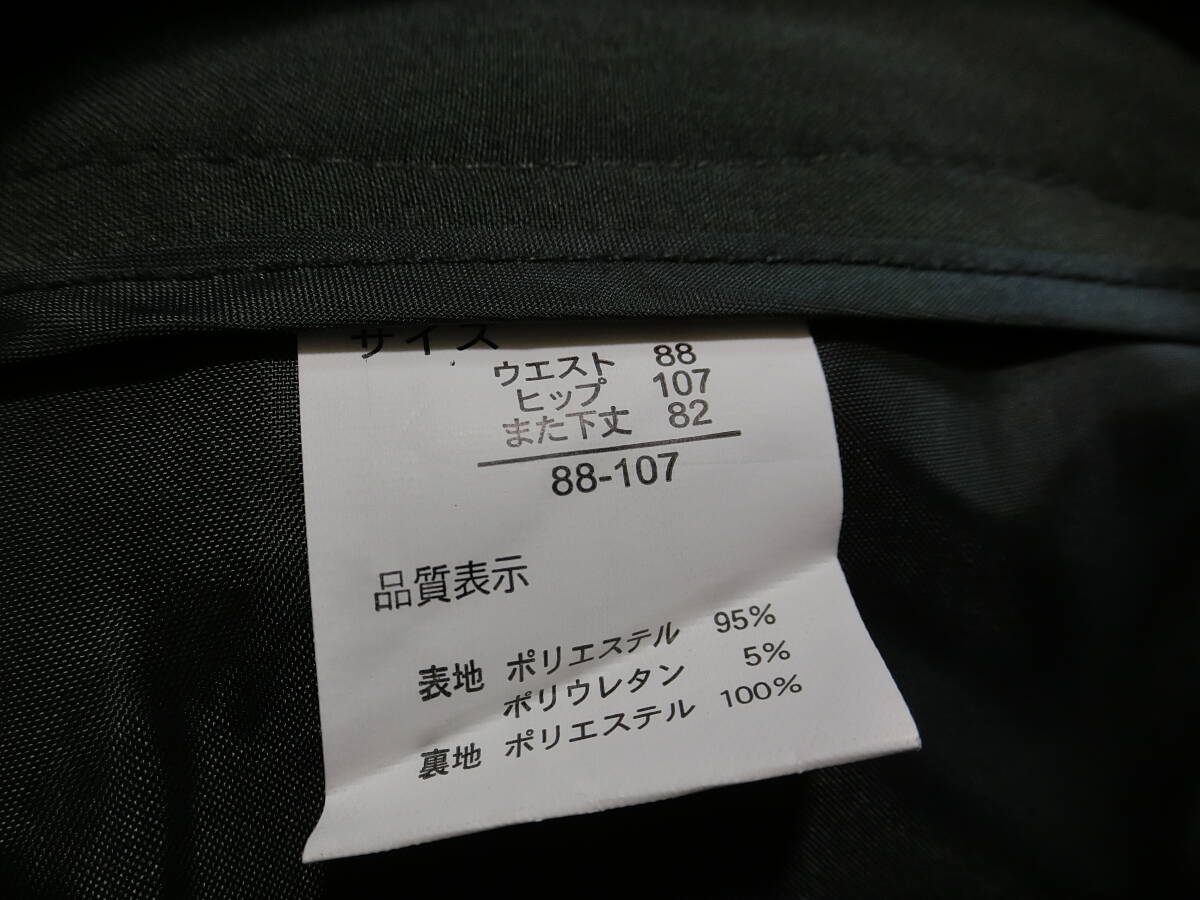 サイズ
ウエスト 88
ヒップ 107
また下丈 82
88-107
品質表示
表地 ポリエステル 95%
ポリウレタン 5%
裏地 ポリエステル 100%